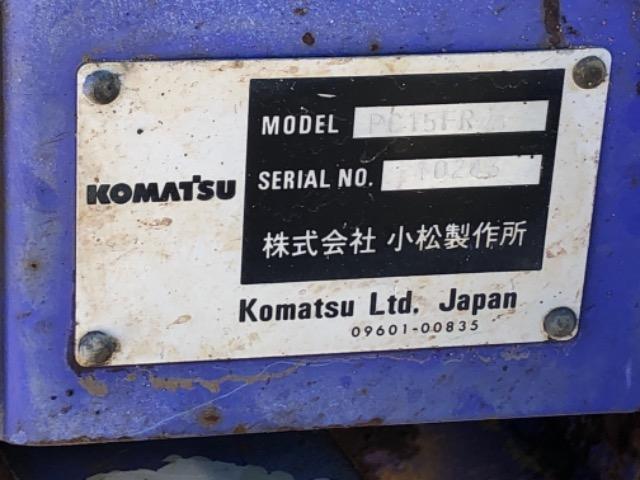 KOMATSU
MODEL PC15FR
SERIAL NO.
株式会社 小松製作所
Komatsu Ltd. Japan
09601-00835